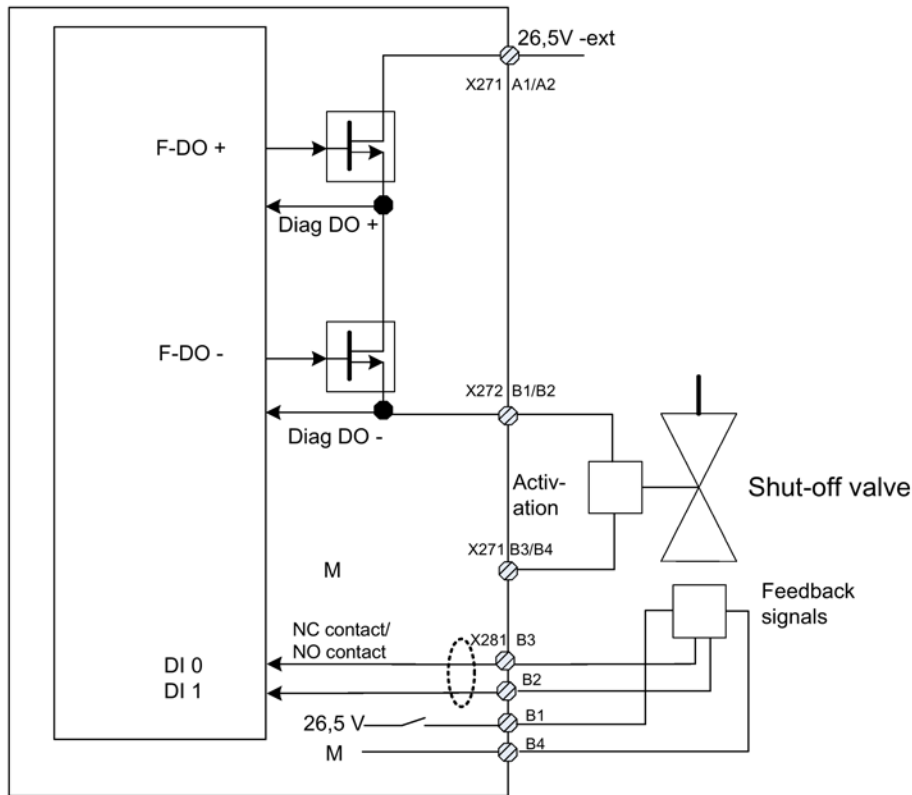 26,5V -ext
X271 A1/A2
F-DO +
Diag DO +
F-DO -
X272 B1/B2
Diag DO -
Activ-
ation
Shut-off valve
X271 B3/B4
M
Feedback
signals
NC contact/
NO contact
X281 B3
DI 0
B2
DI 1
26,5 V
B1
M
B4